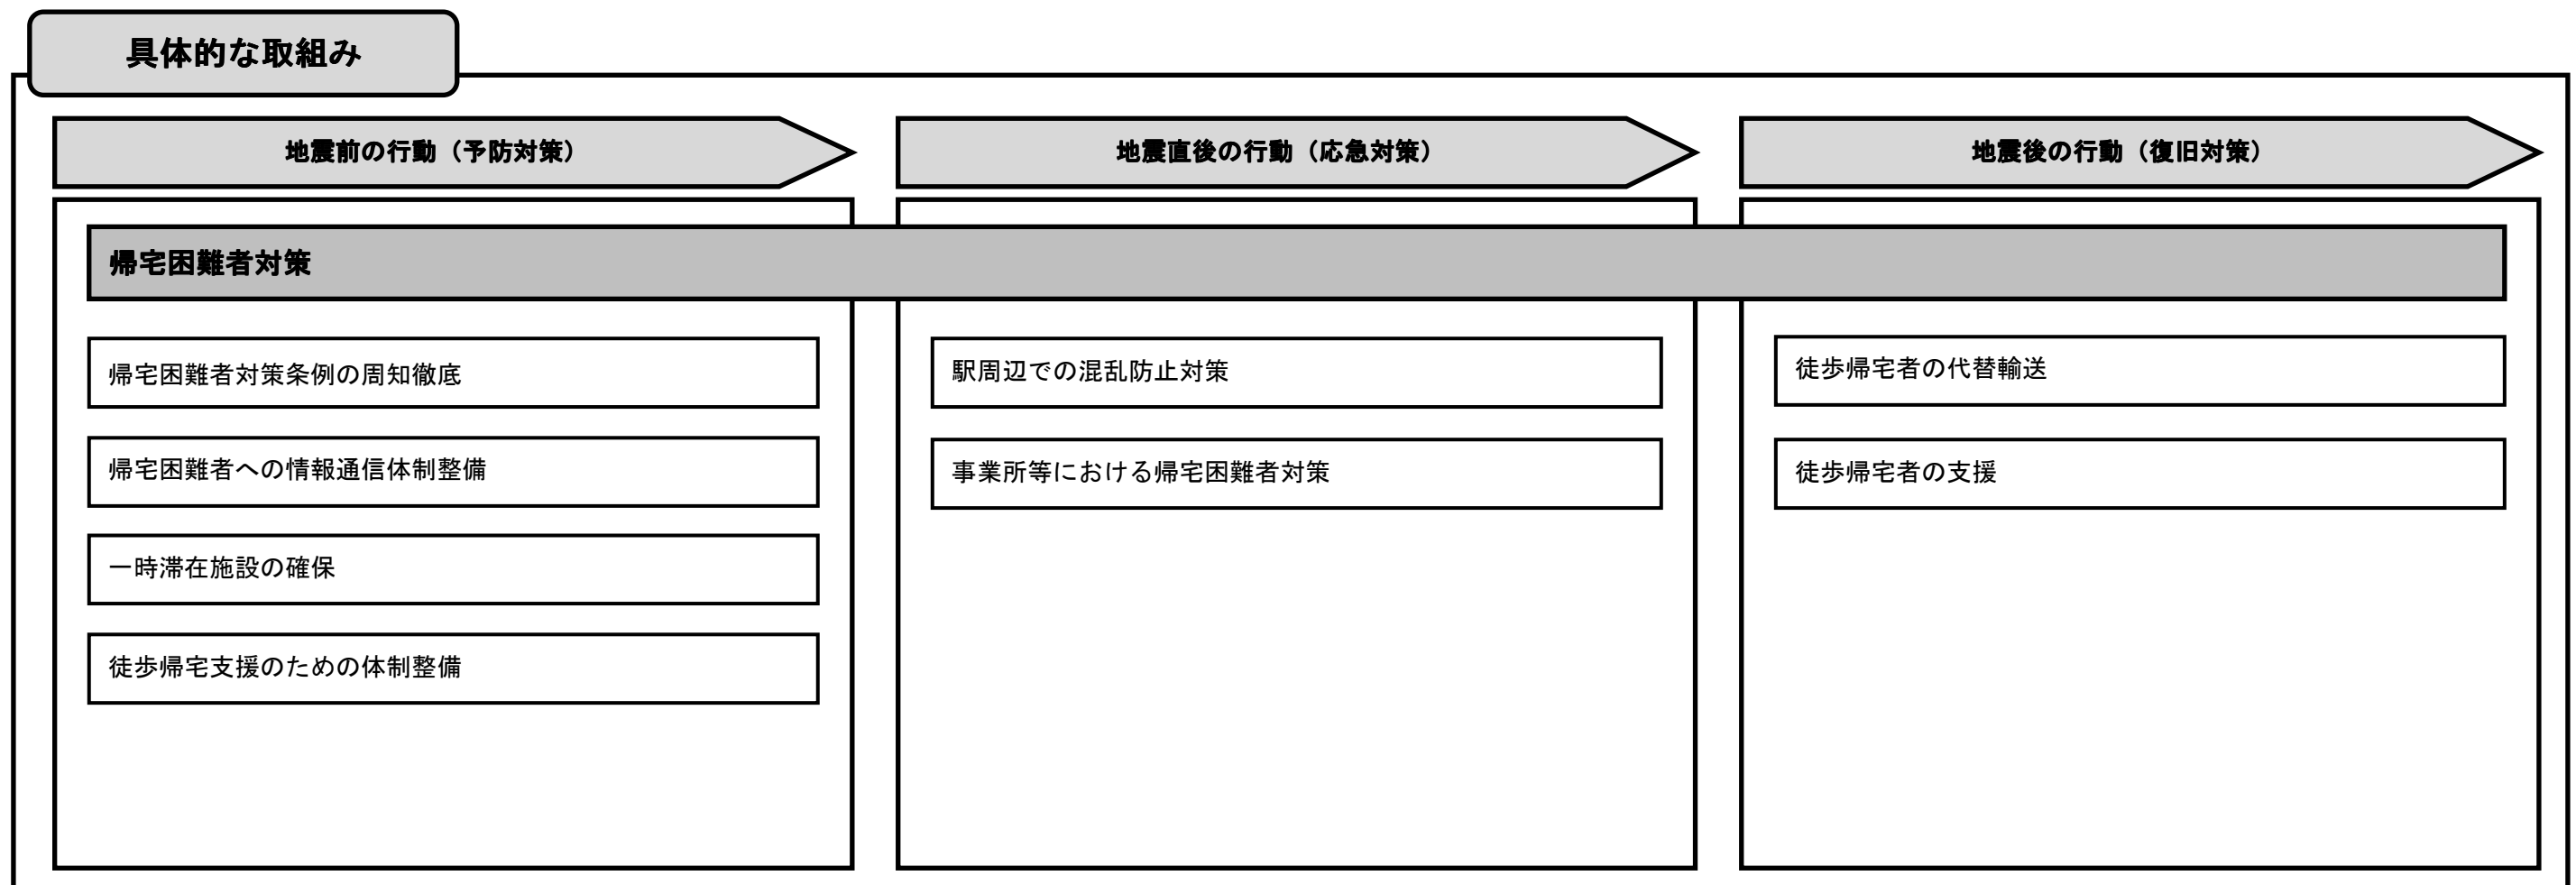 具体的な取組み
地震前の行動（予防対策）
地震直後の行動（応急対策）
地震後の行動（復旧対策）
帰宅困難者対策
帰宅困難者対策条例の周知徹底
帰宅困難者への情報通信体制整備
一時滞在施設の確保
徒歩帰宅支援のための体制整備
駅周辺での混乱防止対策
事業所等における帰宅困難者対策
徒歩帰宅者の代替輸送
徒歩帰宅者の支援